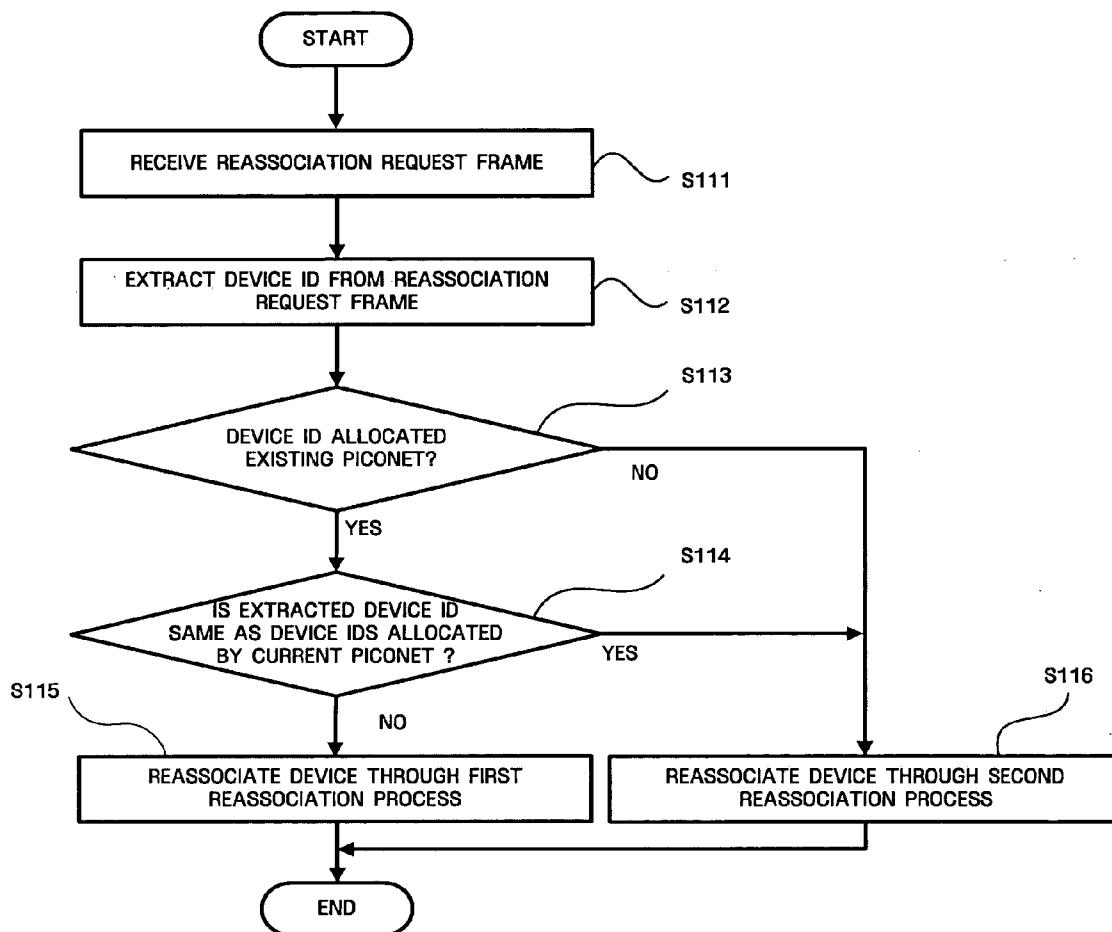 START
RECEIVE REASSOCIATION REQUEST FRAME
S111
EXTRACT DEVICE ID FROM REASSOCIATION
REQUEST FRAME
S112
S113
DEVICE ID ALLOCATED
EXISTING PICONET?
NO
YES
S114
IS EXTRACTED DEVICE ID
SAME AS DEVICE IDS ALLOCATED
BY CURRENT PICONET ?
YES
S115
NO
S116
REASSOCIATE DEVICE THROUGH FIRST
REASSOCIATION PROCESS
REASSOCIATE DEVICE THROUGH SECOND
REASSOCIATION PROCESS
END